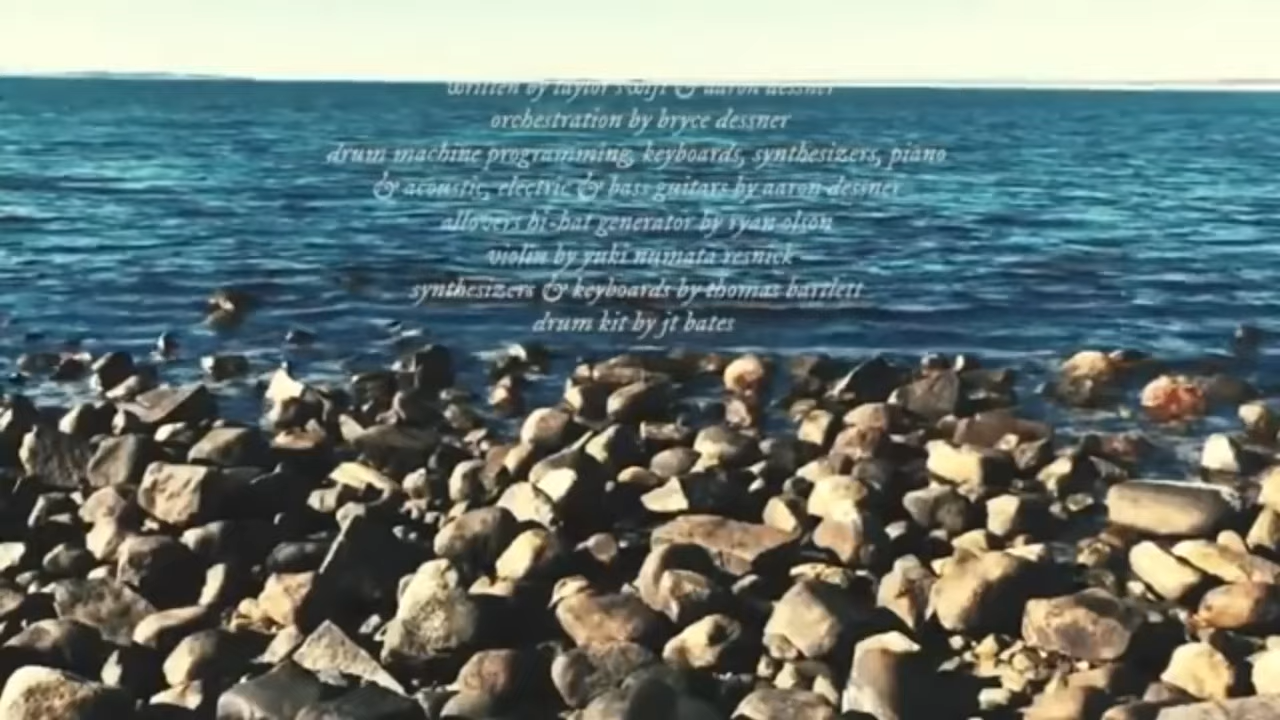 written by taylor swift & aaron dessner
orchestration by bryce dessner
drum machine programming, keyboards, synthesizers, piano
& acoustic, electric & bass guitars by aaron dessner
allovers hi-hat generator by ryan olson
violin by yuki numata resnick
synthesizers & keyboards by thomas bartlett
drum kit by jt bates